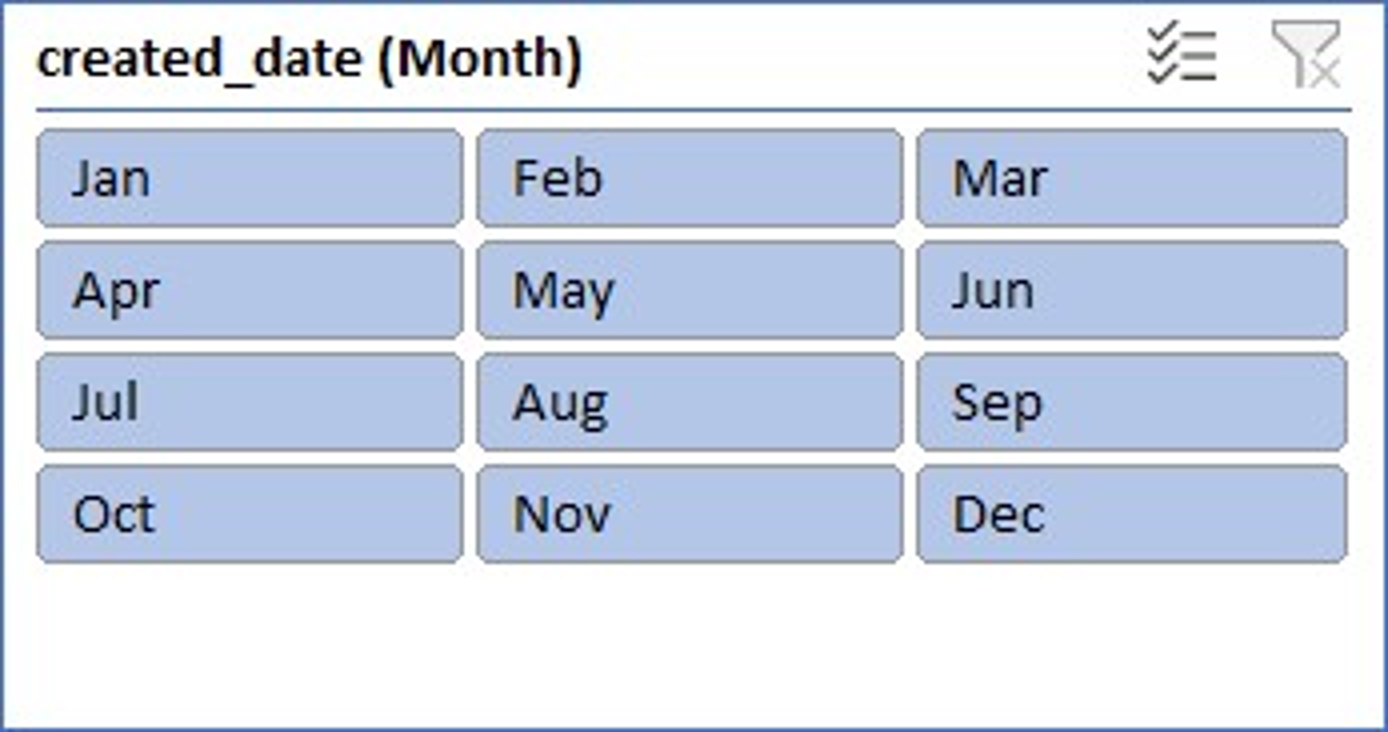 created_date (Month)
Jan Feb Mar
Apr May Jun
Jul Aug Sep
Oct Nov Dec